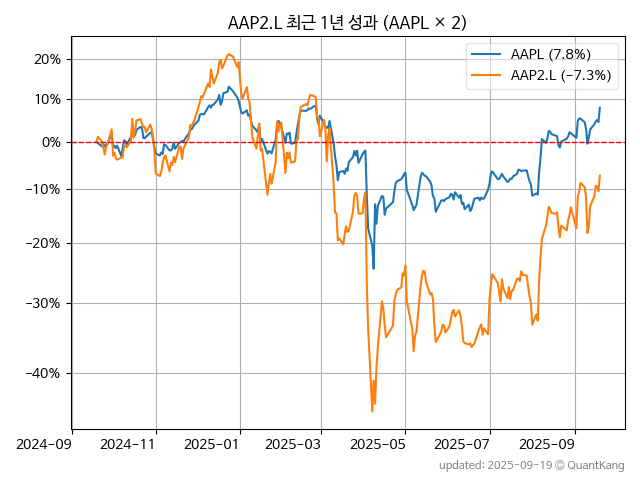 AAP2.L 최근 1년 성과 (AAPL × 2)
AAPL (7.8%)
AAP2.L (−7.3%)
20%
10%
0%
−10%
−20%
−30%
−40%
2024-09 2024-11 2025-01 2025-03 2025-05 2025-07 2025-09
updated: 2025-09-19 © QuantKang